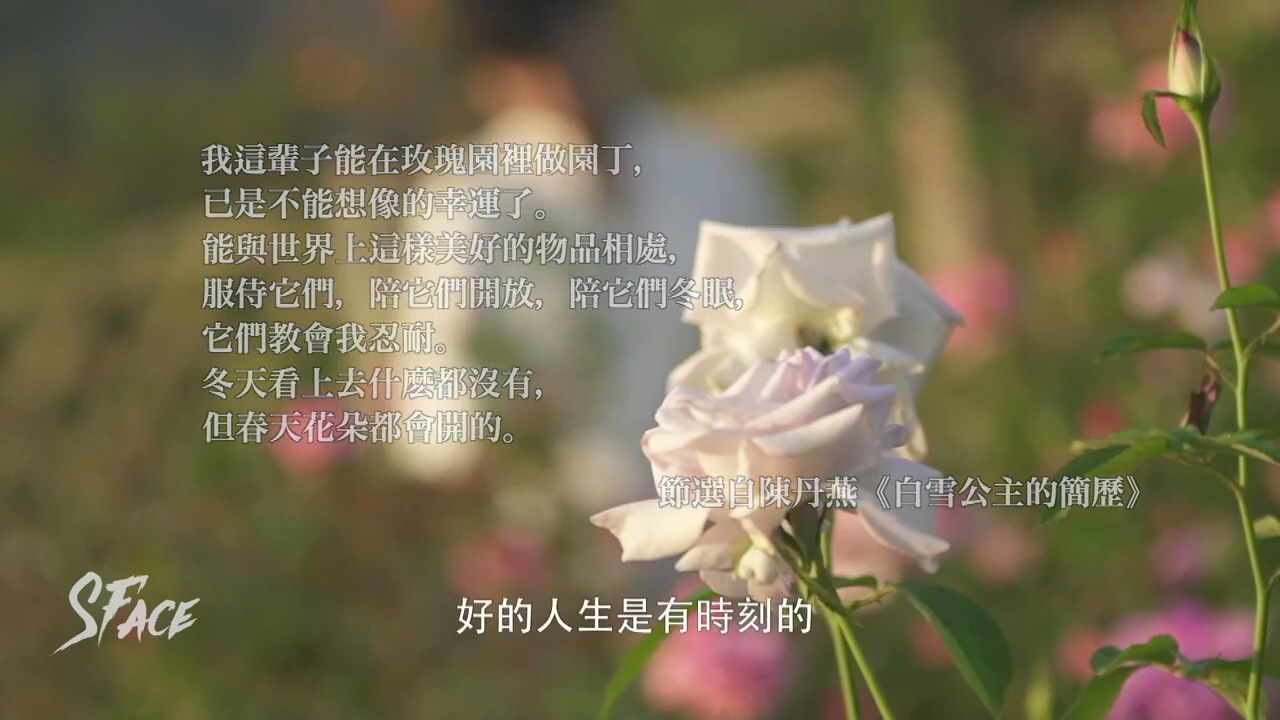 我這輩子能在玫瑰園裡做園丁，
已是不能想像的幸運了。
能與世界上這樣美好的物品相處，
服侍它們，陪它們開放，陪它們冬眠，
它們教會我忍耐。
冬天看上去什麽都沒有，
但春天花朵都會開的。
節選自陳丹燕《白雪公主的簡歷》
SFACE
好的人生是有時刻的